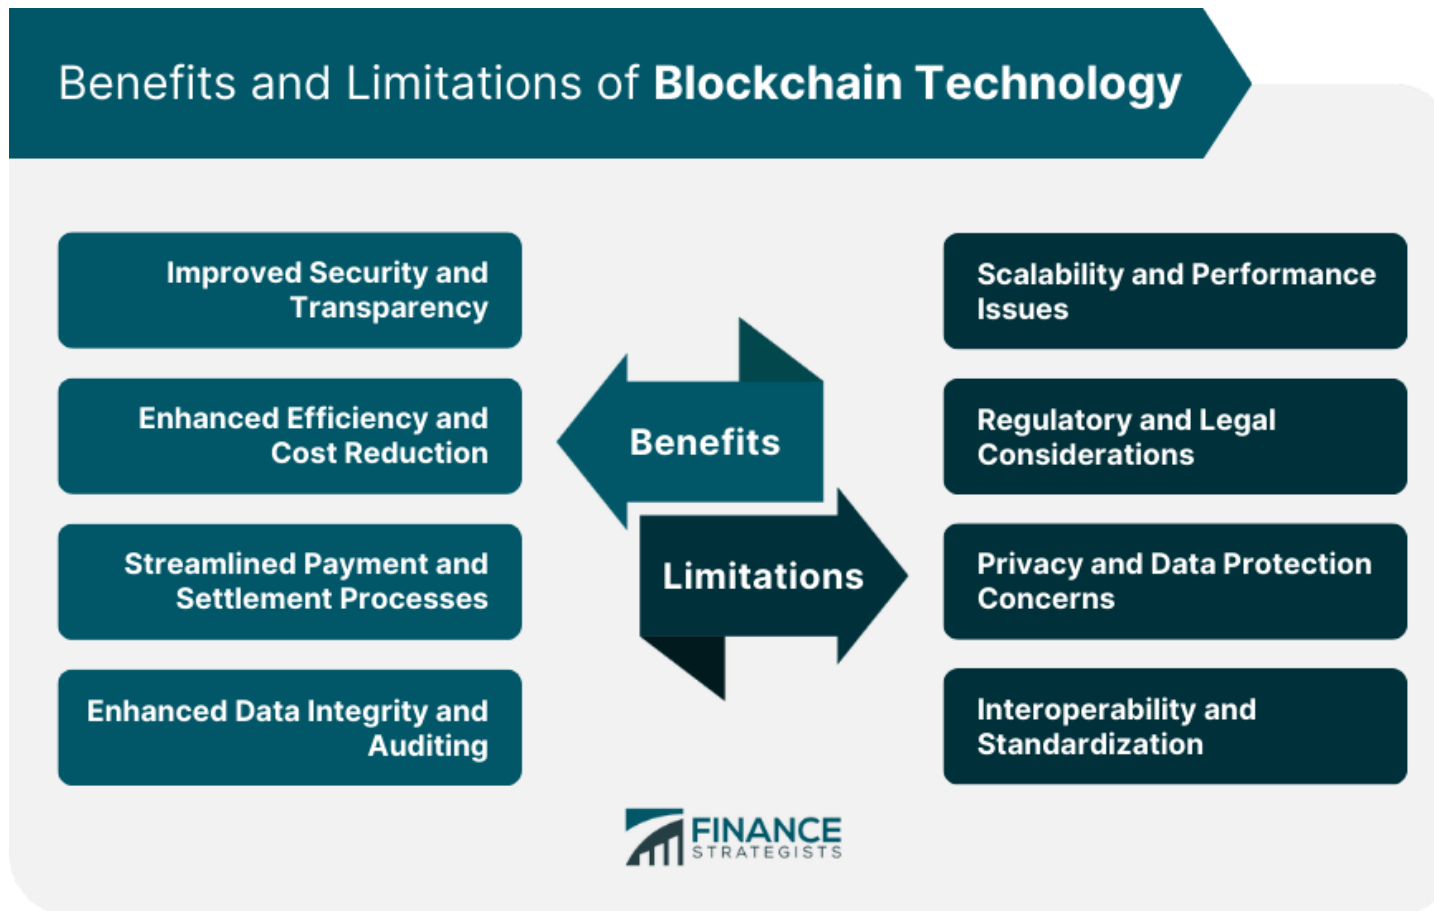 Benefits and Limitations of Blockchain Technology
Improved Security and
Transparency
Enhanced Efficiency and
Cost Reduction
Streamlined Payment and
Settlement Processes
Enhanced Data Integrity and
Auditing
Benefits
Limitations
Scalability and Performance
Issues
Regulatory and Legal
Considerations
Privacy and Data Protection
Concerns
Interoperability and
Standardization
FINANCE
STRATEGISTS